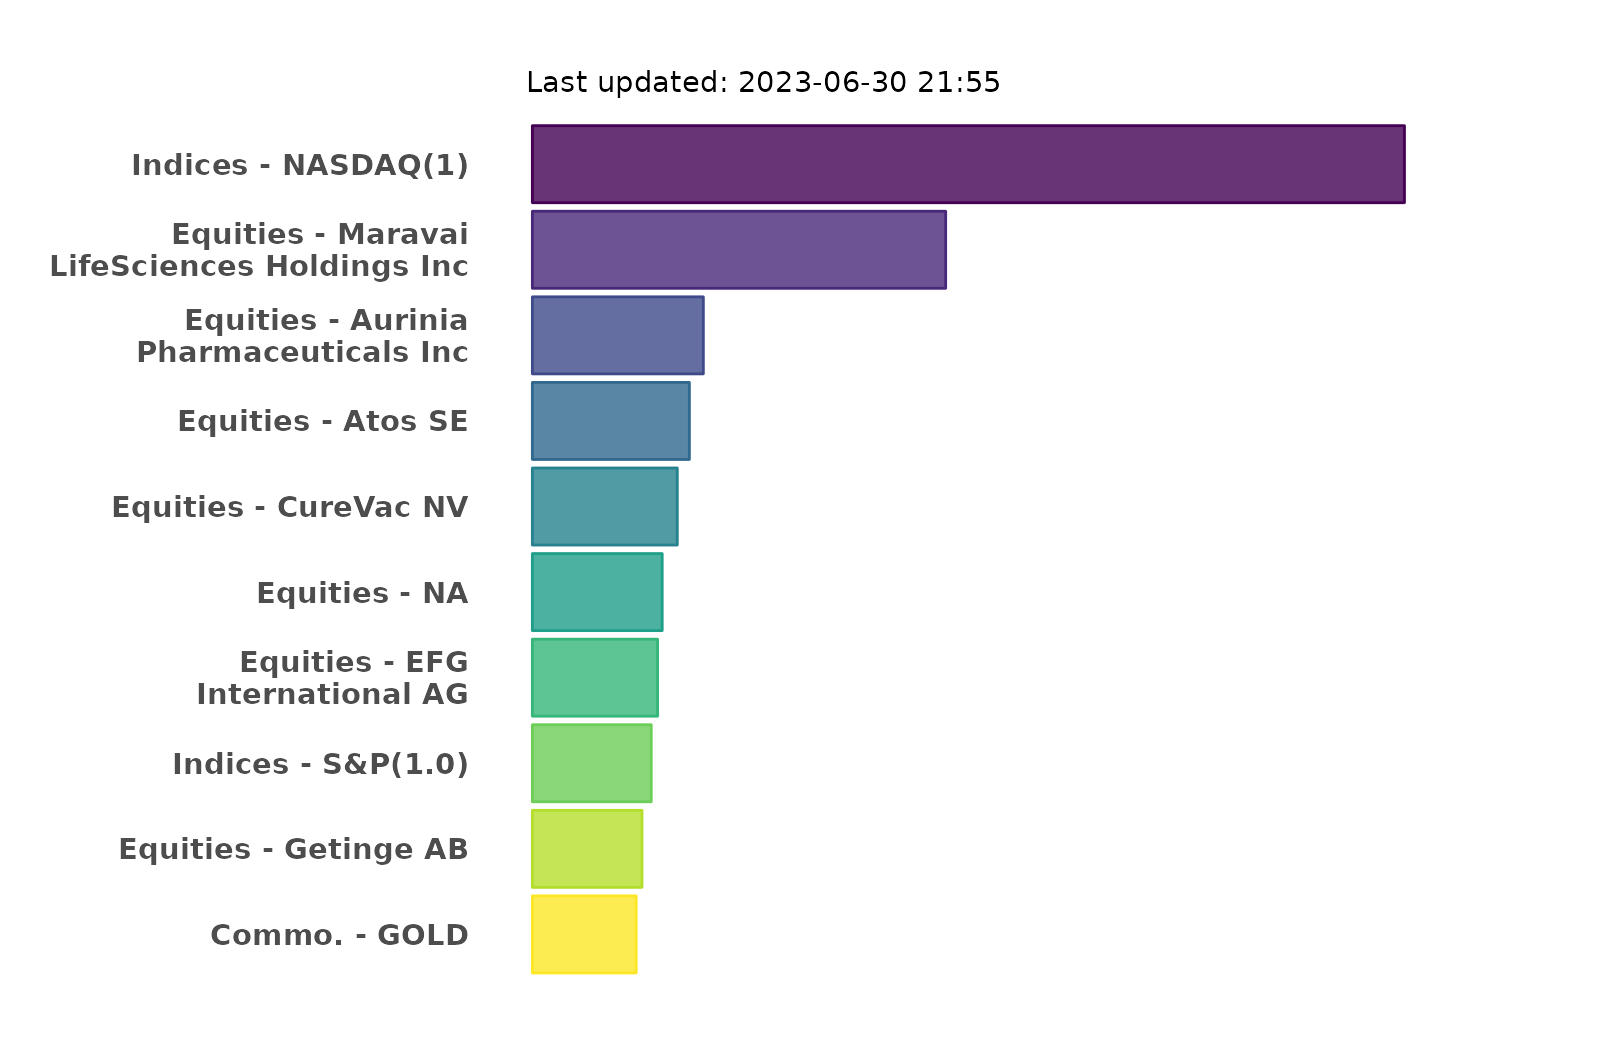 Last updated: 2023-06-30 21:55
Indices - NASDAQ(1)
Equities - Maravai
LifeSciences Holdings Inc
Equities - Aurinia
Pharmaceuticals Inc
Equities - Atos SE
Equities - CureVac NV
Equities - NA
Equities - EFG
International AG
Indices - S&P(1.0)
Equities - Getinge AB
Commo. - GOLD